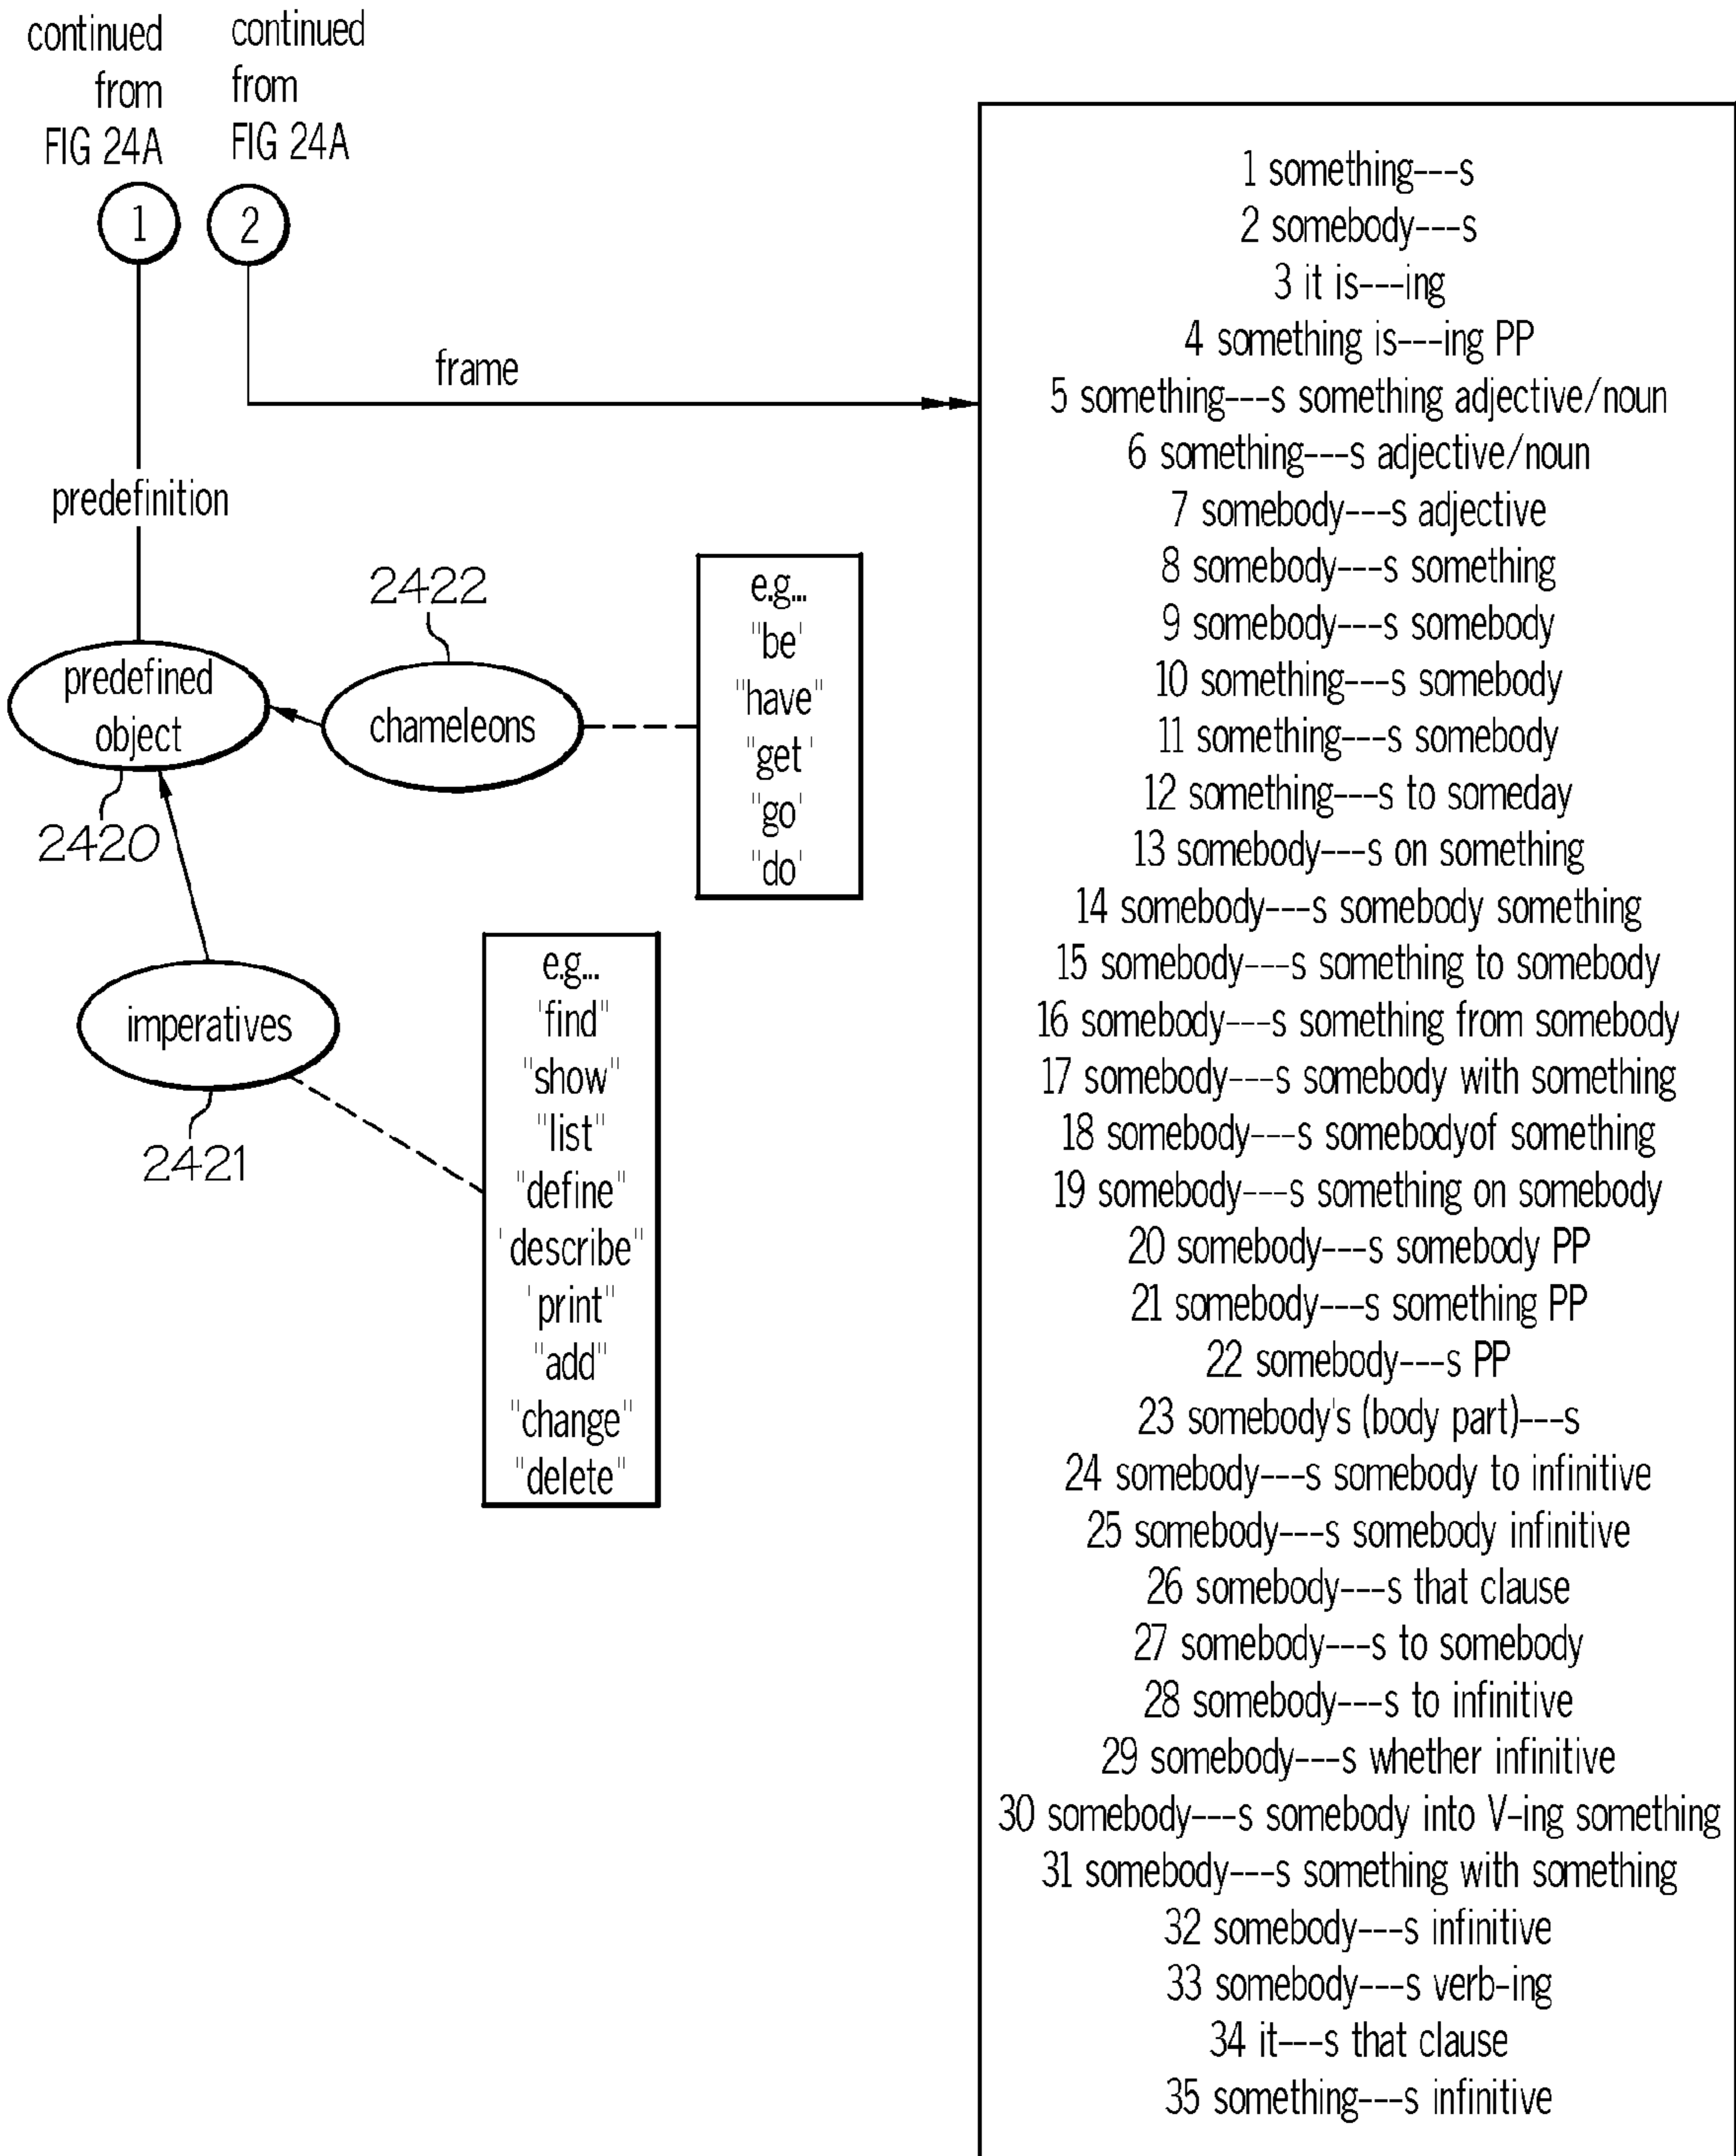 continued
from
FIG 24A
continued
from
FIG 24A
1
2
frame
predefinition
predefined
object
2420
2422
chameleons
e.g...
"be'
"have"
"get '
"go'
"do'
imperatives
2421
e.g...
'find"
"show"
"list"
"define"
'describe"
'print"
"add"
"change"
"delete"
1 something---s
2 somebody---s
3 it is---ing
4 something is---ing PP
5 something---s something adjective/noun
6 something---s adjective/noun
7 somebody---s adjective
8 somebody---s something
9 somebody---s somebody
10 something---s somebody
11 something---s somebody
12 something---s to someday
13 somebody---s on something
14 somebody---s somebody something
15 somebody---s something to somebody
16 somebody---s something from somebody
17 somebody---s somebody with something
18 somebody---s somebodyof something
19 somebody---s something on somebody
20 somebody---s somebody PP
21 somebody---s something PP
22 somebody---s PP
23 somebody's (body part)---s
24 somebody---s somebody to infinitive
25 somebody---s somebody infinitive
26 somebody---s that clause
27 somebody---s to somebody
28 somebody---s to infinitive
29 somebody---s whether infinitive
30 somebody---s somebody into V-ing something
31 somebody---s something with something
32 somebody---s infinitive
33 somebody---s verb-ing
34 it---s that clause
35 something---s infinitive